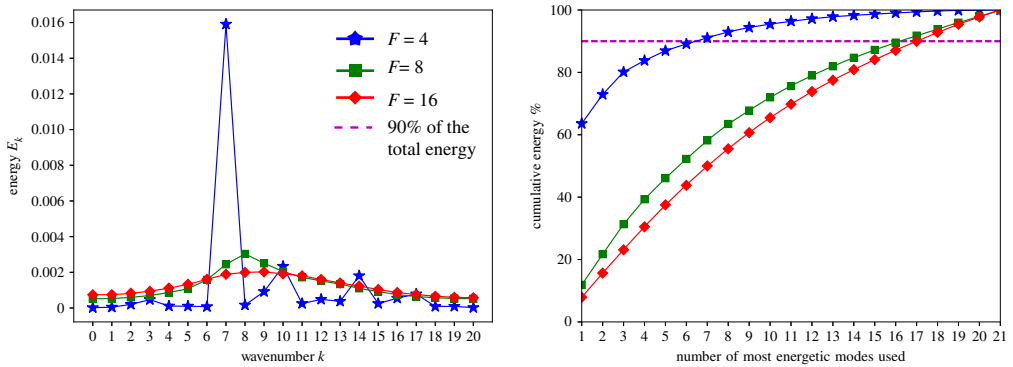 0.016
0.014
0.012
0.010
0.008
0.006
0.004
0.002
0
energy Ek
0 1 2 3 4 5 6 7 8 9 10 11 12 13 14 15 16 17 18 19 20
wavenumber k
F = 4
F = 8
F = 16
90% of the
total energy
100
80
60
40
20
0
cumulative energy %
1 2 3 4 5 6 7 8 9 10 11 12 13 14 15 16 17 18 19 20 21
number of most energetic modes used